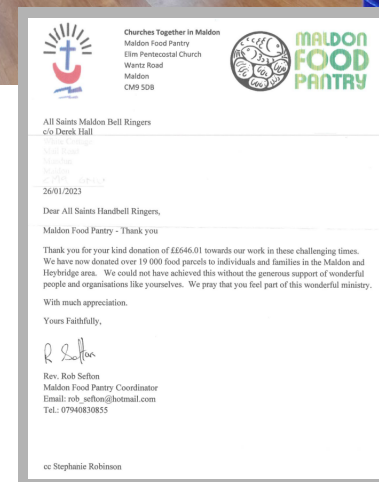 Churches Together in Maldon
Maldon Food Pantry
Elim Pentecostal Church
Wantz Road
Maldon
CM9 5DB
MALDON
FOOD
PANTRY
All Saints Maldon Bell Ringers
c/o Derek Hall
26/01/2023
Dear All Saints Handbell Ringers,
Maldon Food Pantry - Thank you
Thank you for your kind donation of ££646.01 towards our work in these challenging times.
We have now donated over 19 000 food parcels to individuals and families in the Maldon and
Heybridge area. We could not have achieved this without the generous support of wonderful
people and organisations like yourselves. We pray that you feel part of this wonderful ministry.
With much appreciation.
Yours Faithfully,
R Sefton
Rev. Rob Sefton
Maldon Food Pantry Coordinator
Email: rob_sefton@hotmail.com
Tel.: 07940830855
cc Stephanie Robinson